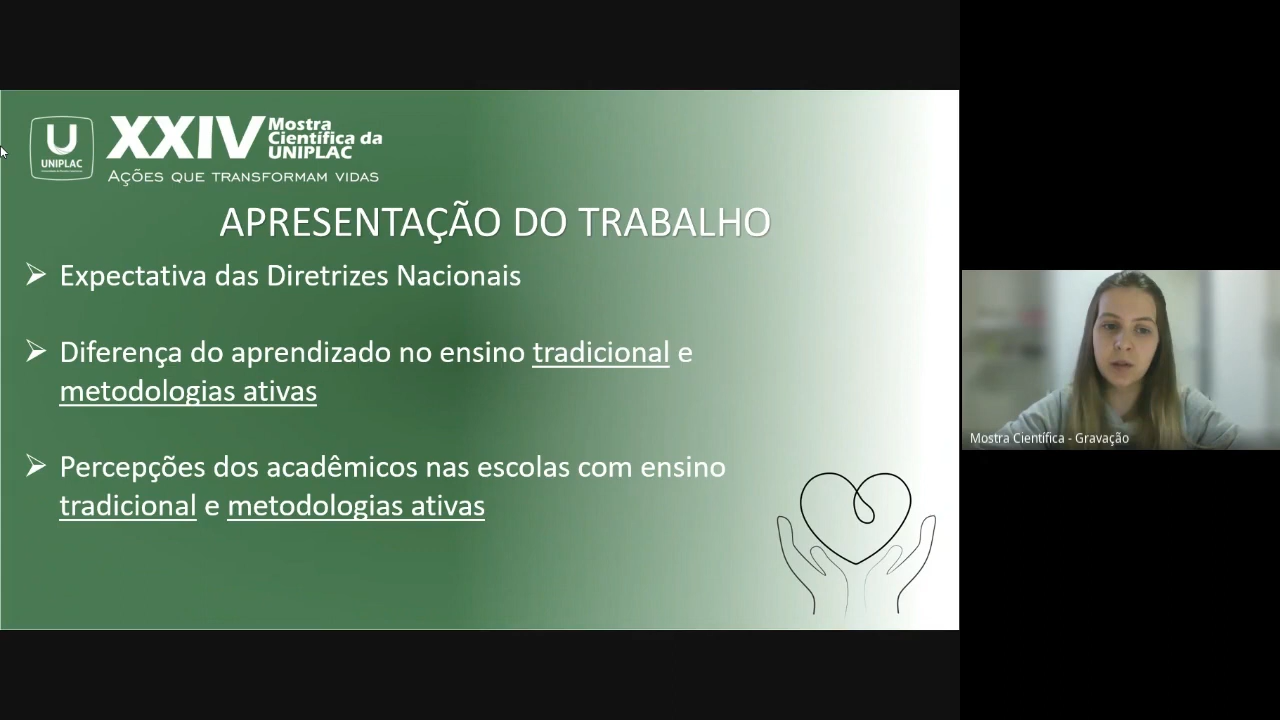 U
UNIPLAC
XXIV
Mostra
Científica da
UNIPLAC
AÇÕES QUE TRANSFORMAM VIDAS
APRESENTAÇÃO DO TRABALHO
Expectativa das Diretrizes Nacionais
Diferença do aprendizado no ensino tradicional e
metodologias ativas
Percepções dos acadêmicos nas escolas com ensino
tradicional e metodologias ativas
Mostra Científica - Gravação